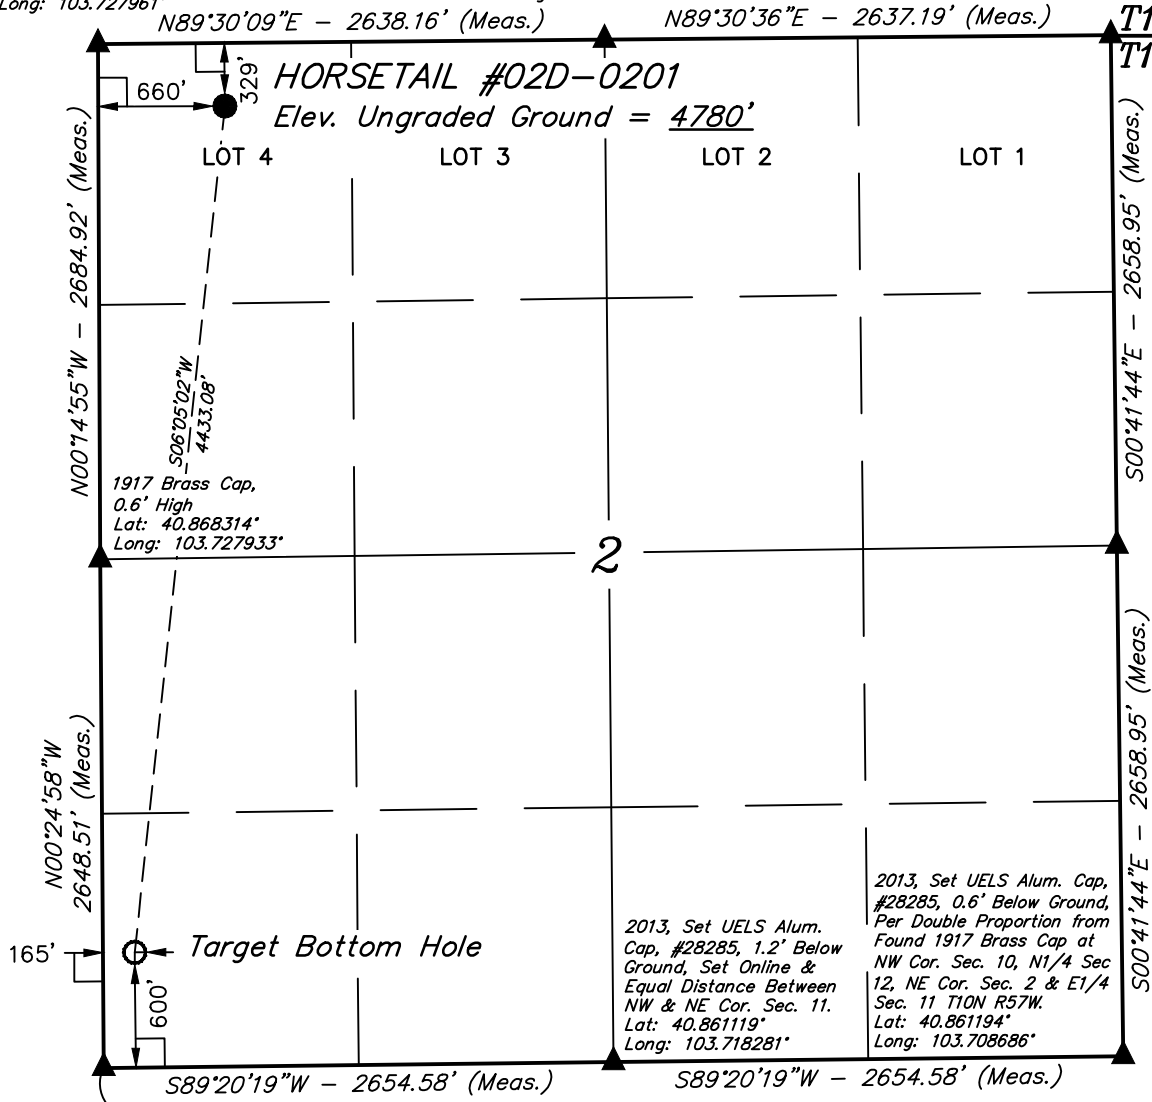 Long: 103.727961°
N89°30'09"E - 2638.16' (Meas.)
N89°30'36"E - 2637.19' (Meas.)
T1
T1
660'
329'
HORSETAIL #02D-0201
Elev. Ungraded Ground = 4780'
LOT 4
LOT 3
LOT 2
LOT 1
N00°14'55"W - 2684.92' (Meas.)
S00°41'44"E - 2658.95' (Meas.)
S06°05'02"W
4433.08'
1917 Brass Cap,
0.6' High
Lat: 40.868314°
Long: 103.727933°
2
N00°24'58"W
2648.51' (Meas.)
S00°41'44"E - 2658.95' (Meas.)
165'
Target Bottom Hole
600'
2013, Set UELS Alum.
Cap, #28285, 1.2' Below
Ground, Set Online &
Equal Distance Between
NW & NE Cor. Sec. 11.
Lat: 40.861119°
Long: 103.718281°
2013, Set UELS Alum. Cap,
#28285, 0.6' Below Ground,
Per Double Proportion from
Found 1917 Brass Cap at
NW Cor. Sec. 10, N1/4 Sec
12, NE Cor. Sec. 2 & E1/4
Sec. 11 T10N R57W.
Lat: 40.861194°
Long: 103.708686°
S89°20'19"W - 2654.58' (Meas.)
S89°20'19"W - 2654.58' (Meas.)